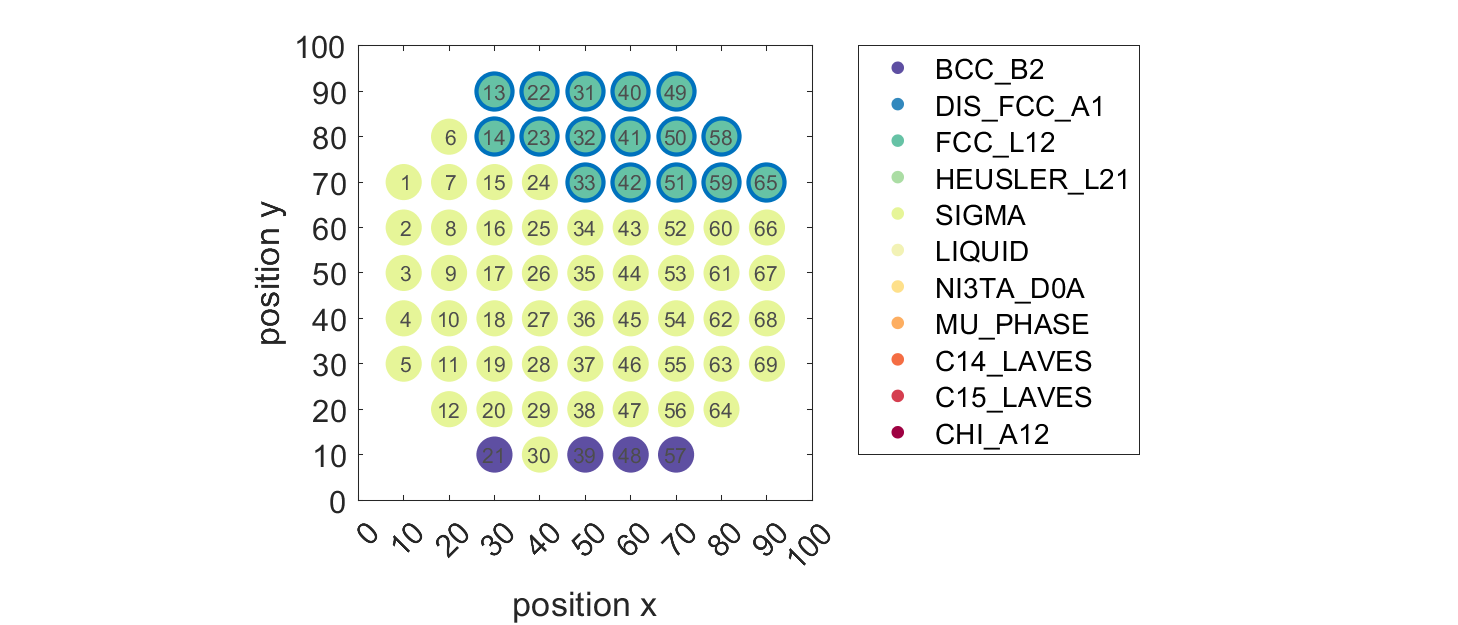 100
90
80
70
60
50
40
30
20
10
0
position y
13 22 31 40 49
6 14 23 32 41 50 58
1 7 15 24 33 42 51 59 65
2 8 16 25 34 43 52 60 66
3 9 17 26 35 44 53 61 67
4 10 18 27 36 45 54 62 68
5 11 19 28 37 46 55 63 69
12 20 29 38 47 56 64
21 30 39 48 57
0 10 20 30 40 50 60 70 80 90 100
position x
BCC_B2
DIS_FCC_A1
FCC_L12
HEUSLER_L21
SIGMA
LIQUID
NI3TA_D0A
MU_PHASE
C14_LAVES
C15_LAVES
CHI_A12